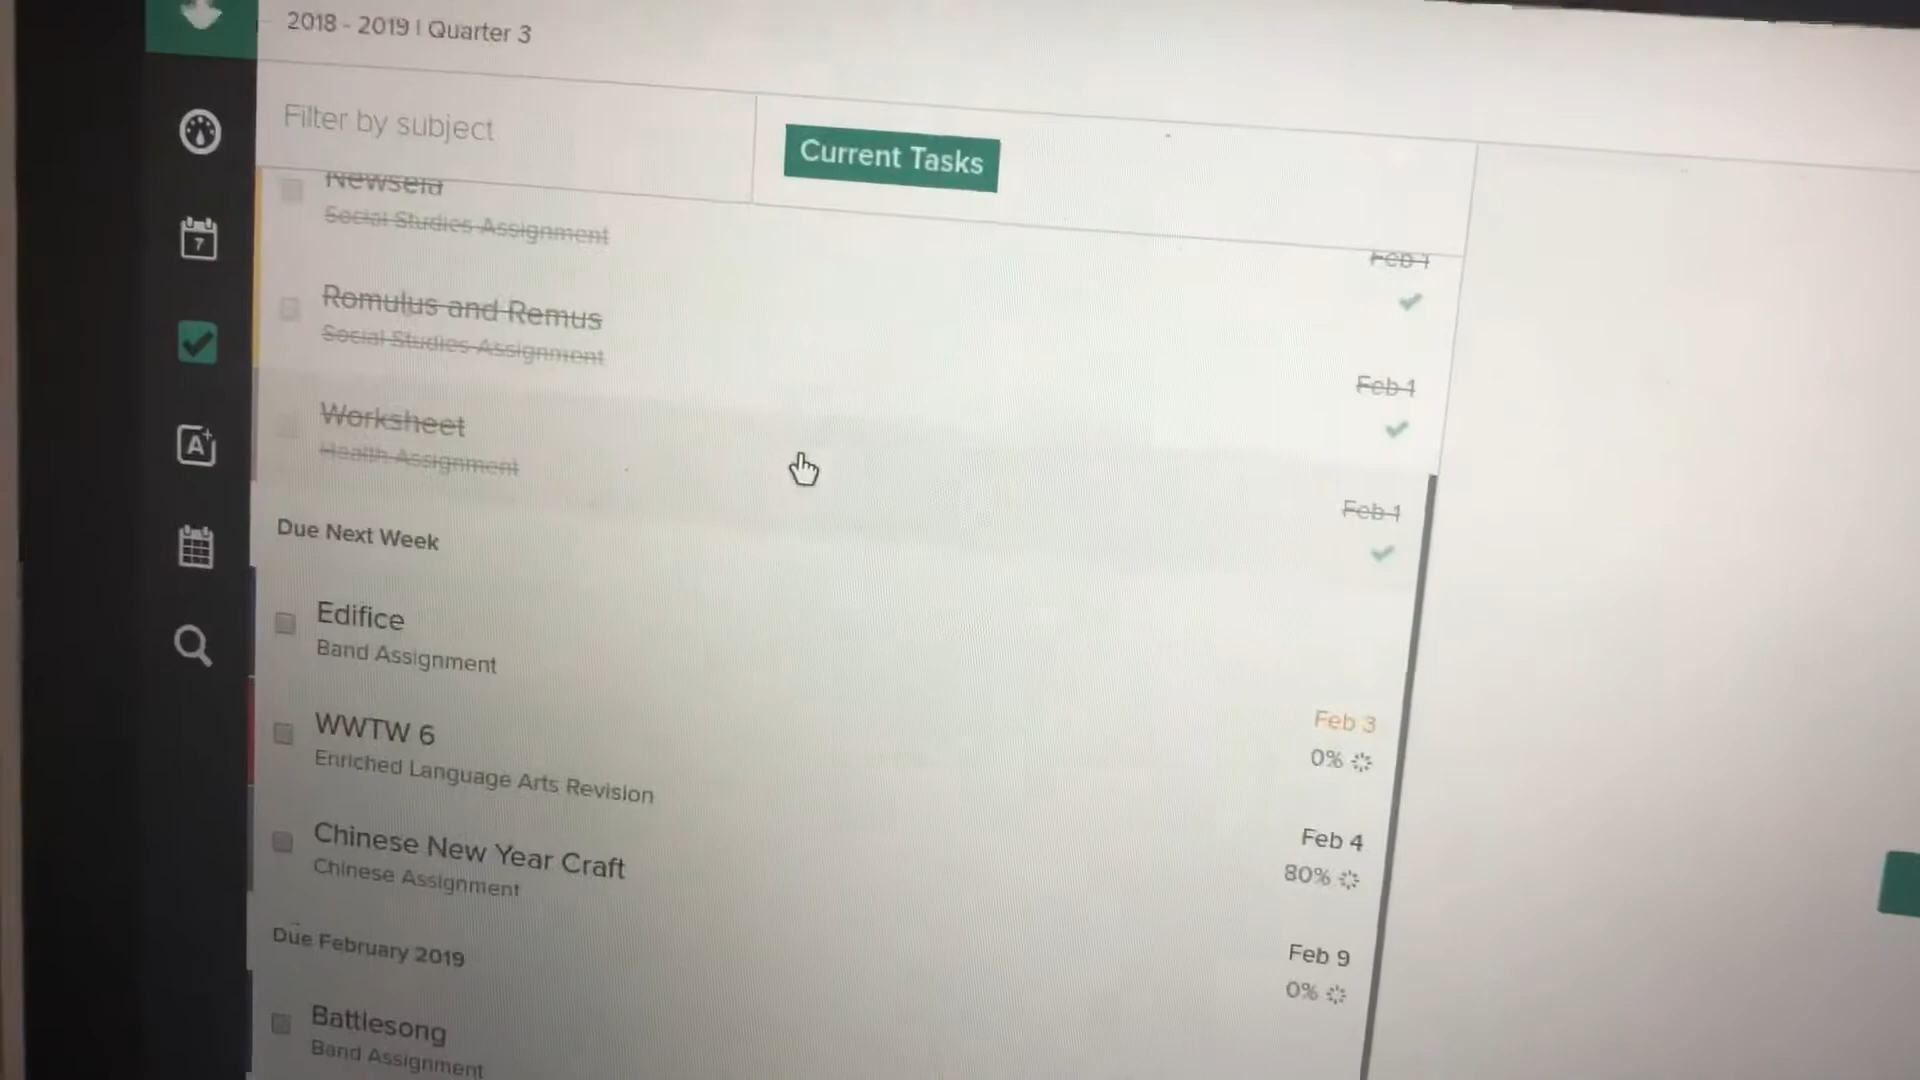 2018 - 2019 | Quarter 3
Filter by subject
Current Tasks
Newsela
Social Studies Assignment
Feb 1
Romulus and Remus
Social Studies Assignment
Feb 1
Worksheet
Health Assignment
Feb 1
Due Next Week
Edifice
Band Assignment
Feb 3
0%
WWTW 6
Enriched Language Arts Revision
Feb 4
80%
Chinese New Year Craft
Chinese Assignment
Feb 9
0%
Due February 2019
Battlesong
Band Assignment
7
A+